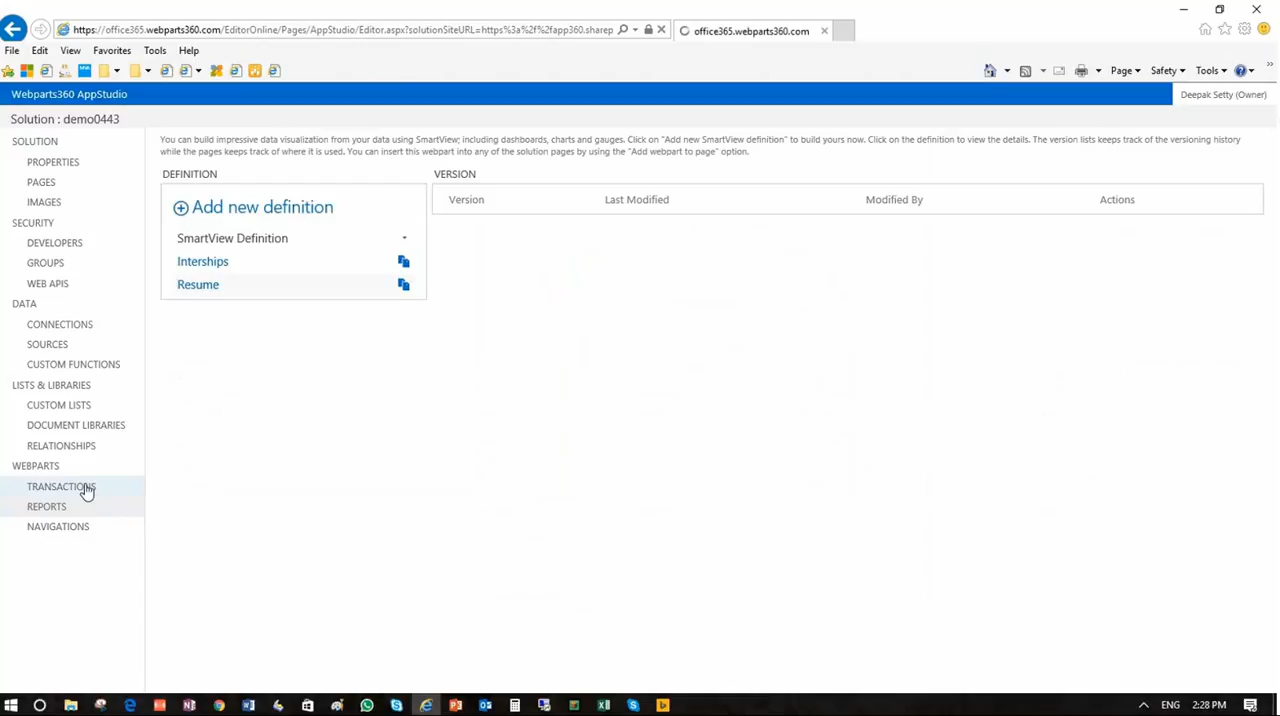 https://office365.webparts360.com/EditorOnline/Pages/AppStudio/Editor.aspx?solutionSiteURL=https%3a%2f%2fapp360.sharep
office365.webparts360.com
File Edit View Favorites Tools Help
Page Safety Tools
Webparts360 AppStudio
Deepak Setty (Owner)
Solution : demo0443
SOLUTION
PROPERTIES
PAGES
IMAGES
SECURITY
DEVELOPERS
GROUPS
WEB APIS
DATA
CONNECTIONS
SOURCES
CUSTOM FUNCTIONS
LISTS & LIBRARIES
CUSTOM LISTS
DOCUMENT LIBRARIES
RELATIONSHIPS
WEBPARTS
TRANSACTIONS
REPORTS
NAVIGATIONS
You can build impressive data visualization from your data using SmartView; including dashboards, charts and gauges. Click on "Add new SmartView definition" to build yours now. Click on the definition to view the details. The version lists keeps track of the versioning history
while the pages keeps track of where it is used. You can insert this webpart into any of the solution pages by using the "Add webpart to page" option.
DEFINITION
Add new definition
SmartView Definition
Interships
Resume
VERSION
Version Last Modified Modified By Actions
ENG 2:28 PM